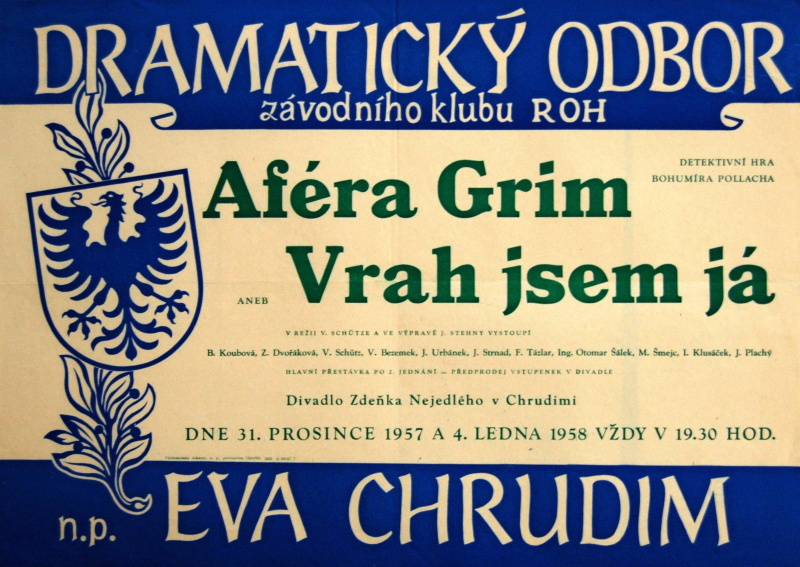 DRAMATICKÝ ODBOR
závodního klubu ROH
DETEKTIVNÍ HRA
BOHUMÍRA POLLACHA
Aféra Grim
ANEB Vrah jsem já
V REŽII V. SCHÜTZE A VE VÝPRAVĚ J. STEHNY VYSTOUPÍ
B. Koubová, Z. Dvořáková, V. Schütz, V. Bezemek, J. Urbánek, J. Strnad, F. Tázlar, Ing. Otomar Šálek, M. Šmejc, I. Klusáček, J. Plachý
HLAVNÍ PŘESTÁVKA PO 2. JEDNÁNÍ — PŘEDPRODEJ VSTUPENEK V DIVADLE
Divadlo Zdeňka Nejedlého v Chrudimi
DNE 31. PROSINCE 1957 A 4. LEDNA 1958 VŽDY V 19.30 HOD.
n.p. EVA CHRUDIM